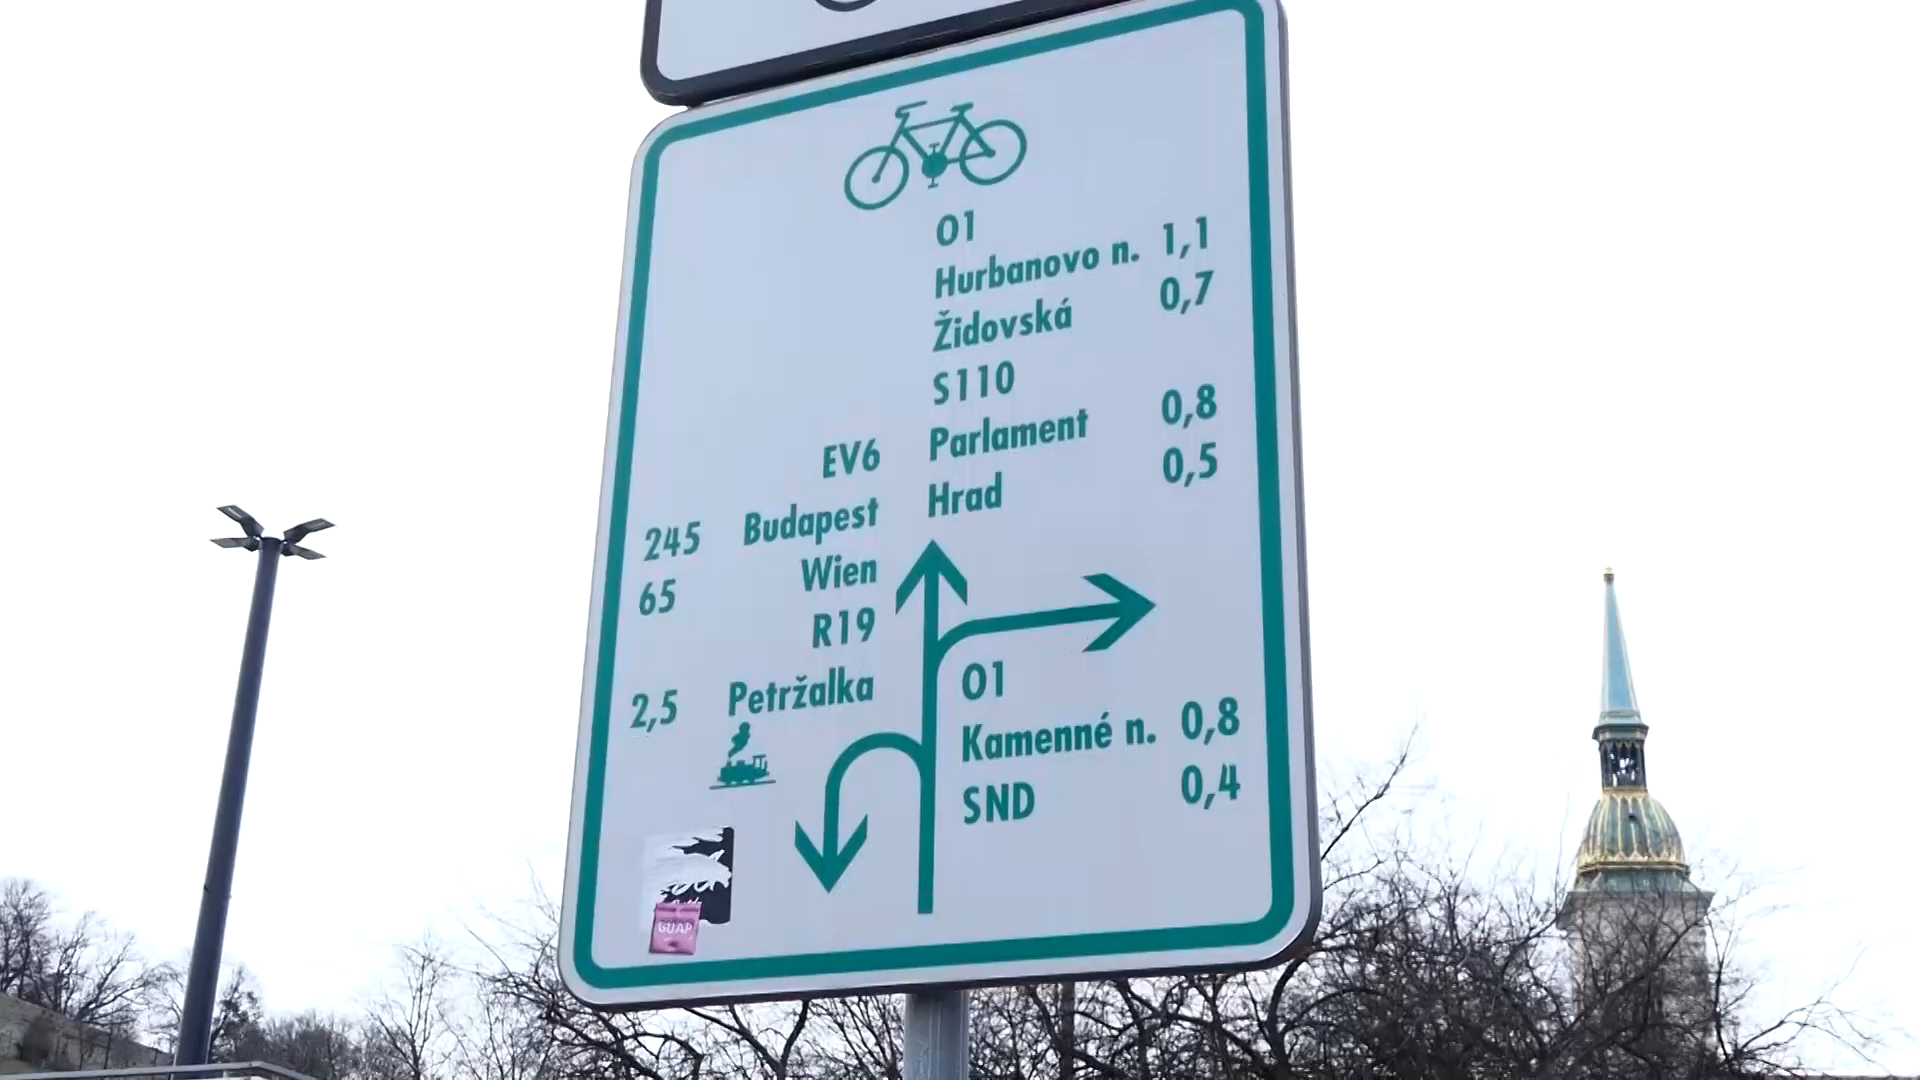 O1
Hurbanovo n. 1,1
Židovská 0,7
S110
Parlament 0,8
Hrad 0,5
EV6
245 Budapest
65 Wien
R19
2,5 Petržalka
O1
Kamenné n. 0,8
SND 0,4
GUAP